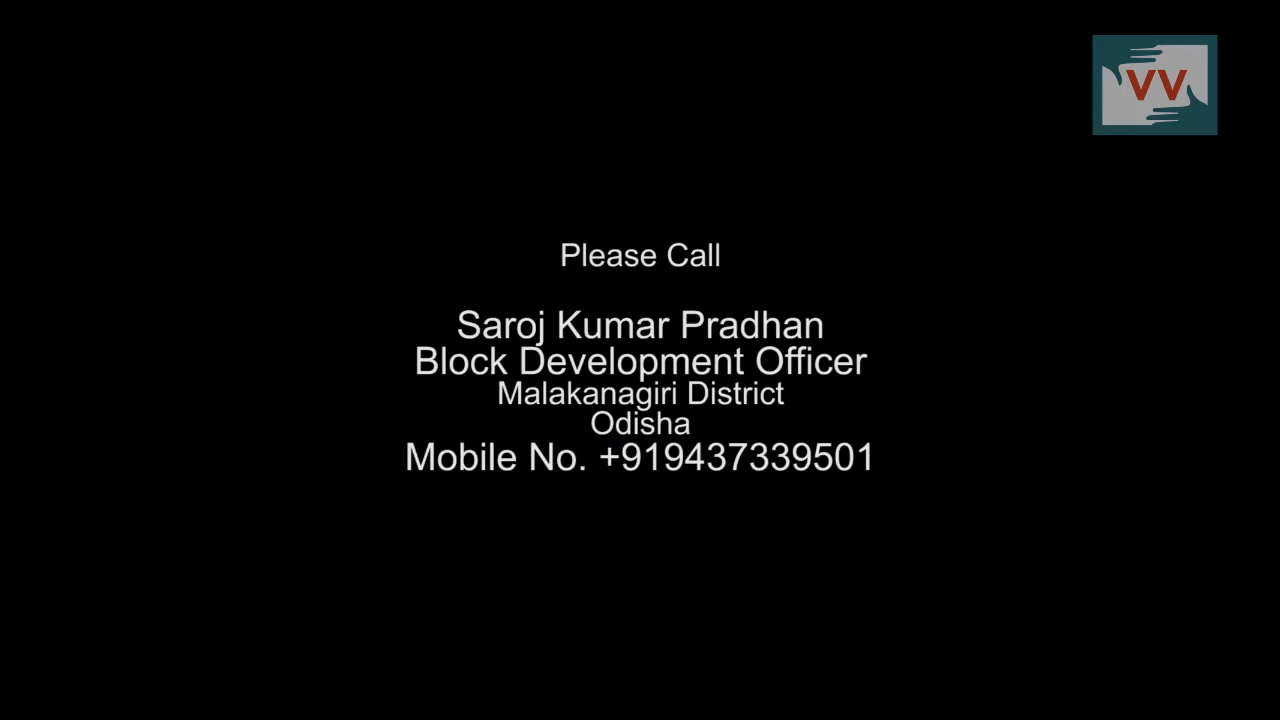 VV
Please Call
Saroj Kumar Pradhan
Block Development Officer
Malakanagiri District
Odisha
Mobile No. +919437339501